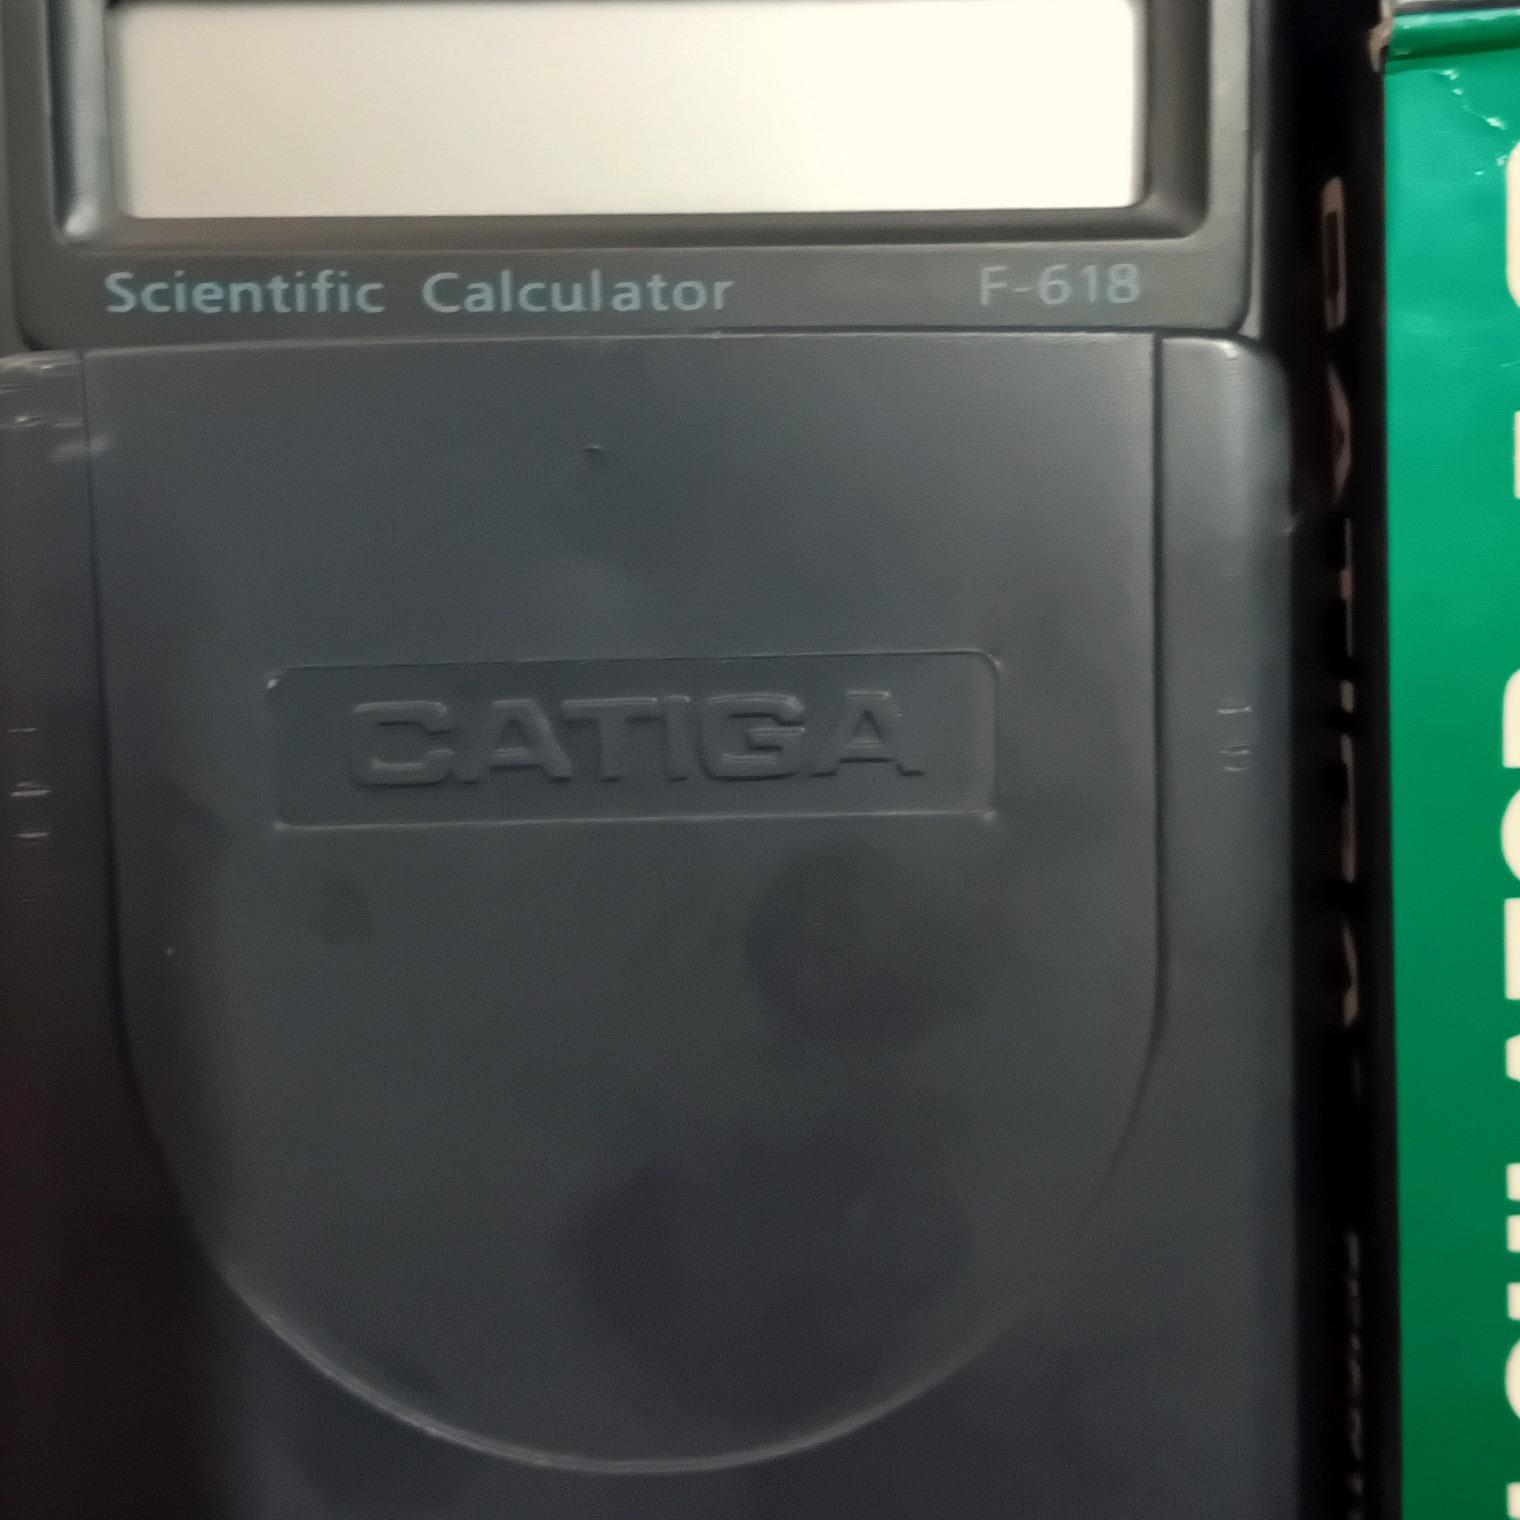 Scientific Calculator F-618
CATIGA